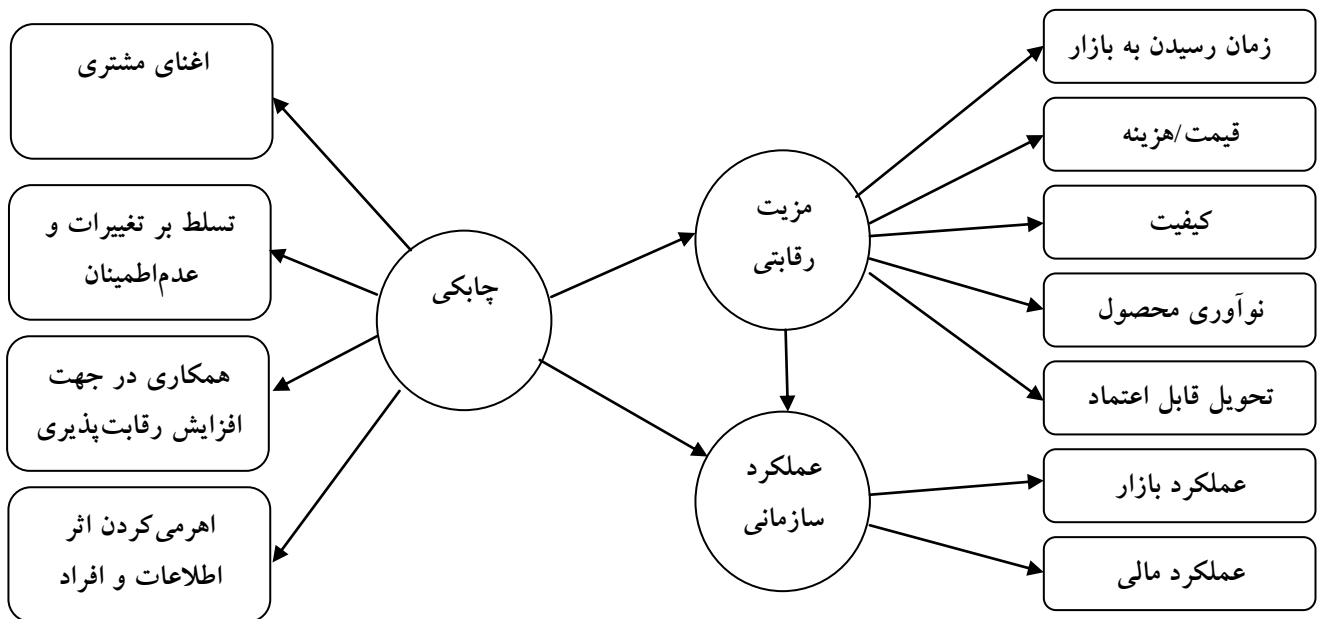 اغنای مشتری
تسلط بر تغییرات و
عدم‌اطمینان
همکاری در جهت
افزایش رقابت‌پذیری
اهرمی‌کردن اثر
اطلاعات و افراد
چابکی
مزیت
رقابتی
عملکرد
سازمانی
زمان رسیدن به بازار
قیمت/هزینه
کیفیت
نوآوری محصول
تحویل قابل اعتماد
عملکرد بازار
عملکرد مالی